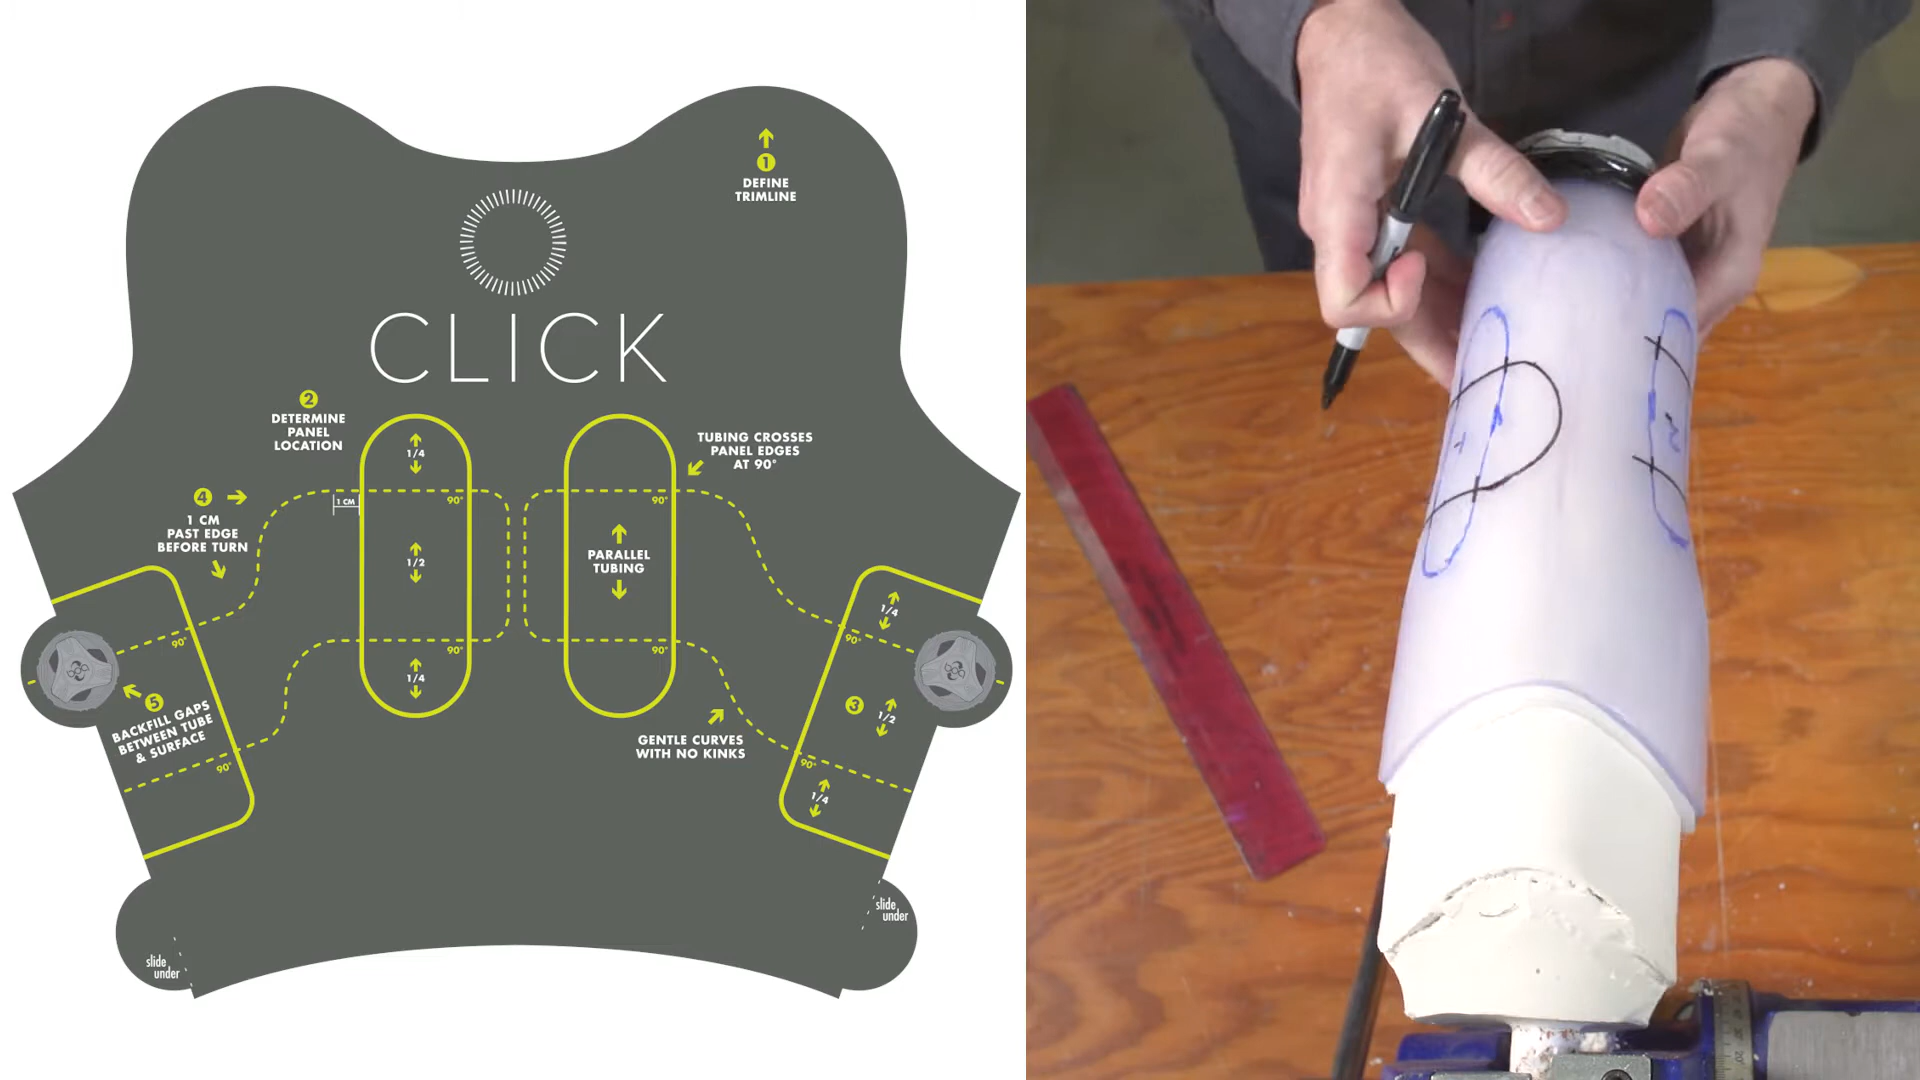 1
DEFINE
TRIMLINE
CLICK
2
DETERMINE
PANEL
LOCATION
1/4
TUBING CROSSES
PANEL EDGES
AT 90°
4
1 CM
PAST EDGE
BEFORE TURN
1 CM
90°
90°
1/2
PARALLEL
TUBING
90°
90°
1/4
90°
90°
5
BACKFILL GAPS
BETWEEN TUBE
& SURFACE
GENTLE CURVES
WITH NO KINKS
1/4
90°
3
1/2
90°
1/4
slide
under
slide
under